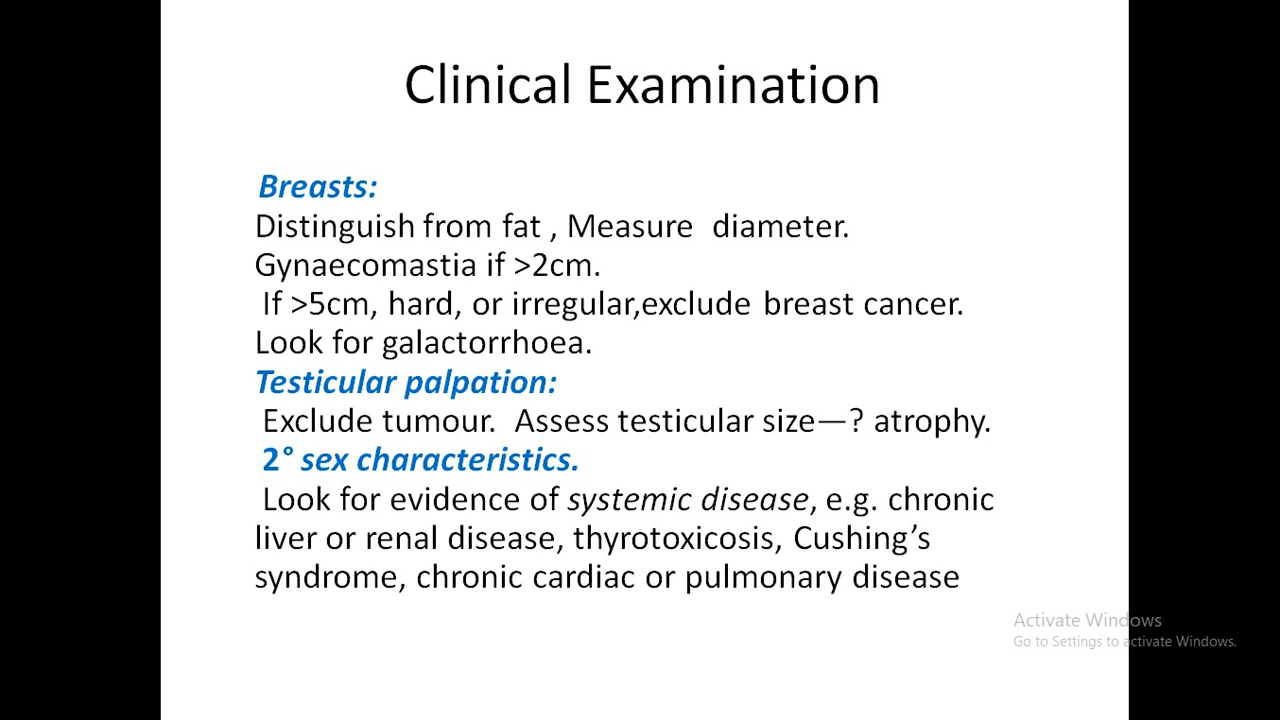 Clinical Examination
Breasts:
Distinguish from fat , Measure  diameter.
Gynaecomastia if >2cm.
If >5cm, hard, or irregular,exclude breast cancer.
Look for galactorrhoea.
Testicular palpation:
Exclude tumour.  Assess testicular size—? atrophy.
2° sex characteristics.
Look for evidence of systemic disease, e.g. chronic
liver or renal disease, thyrotoxicosis, Cushing’s
syndrome, chronic cardiac or pulmonary disease
Activate Windows
Go to Settings to activate Windows.